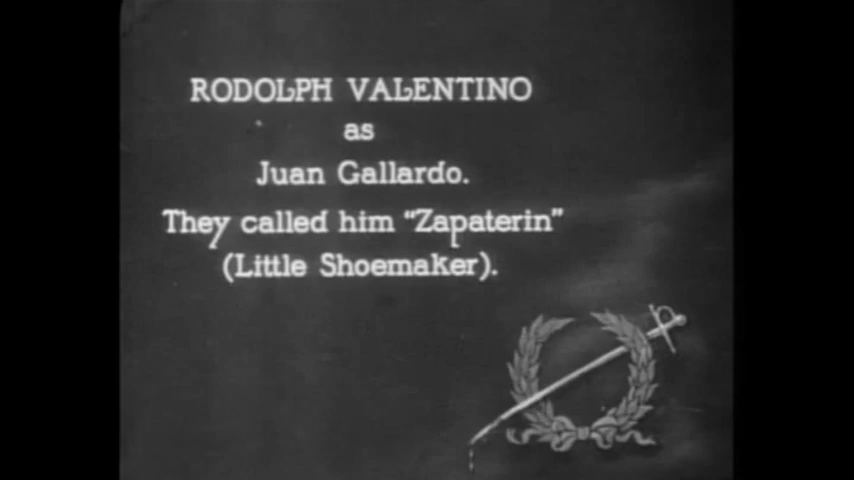 RODOLPH VALENTINO
as
Juan Gallardo.
They called him “Zapaterin”
(Little Shoemaker).